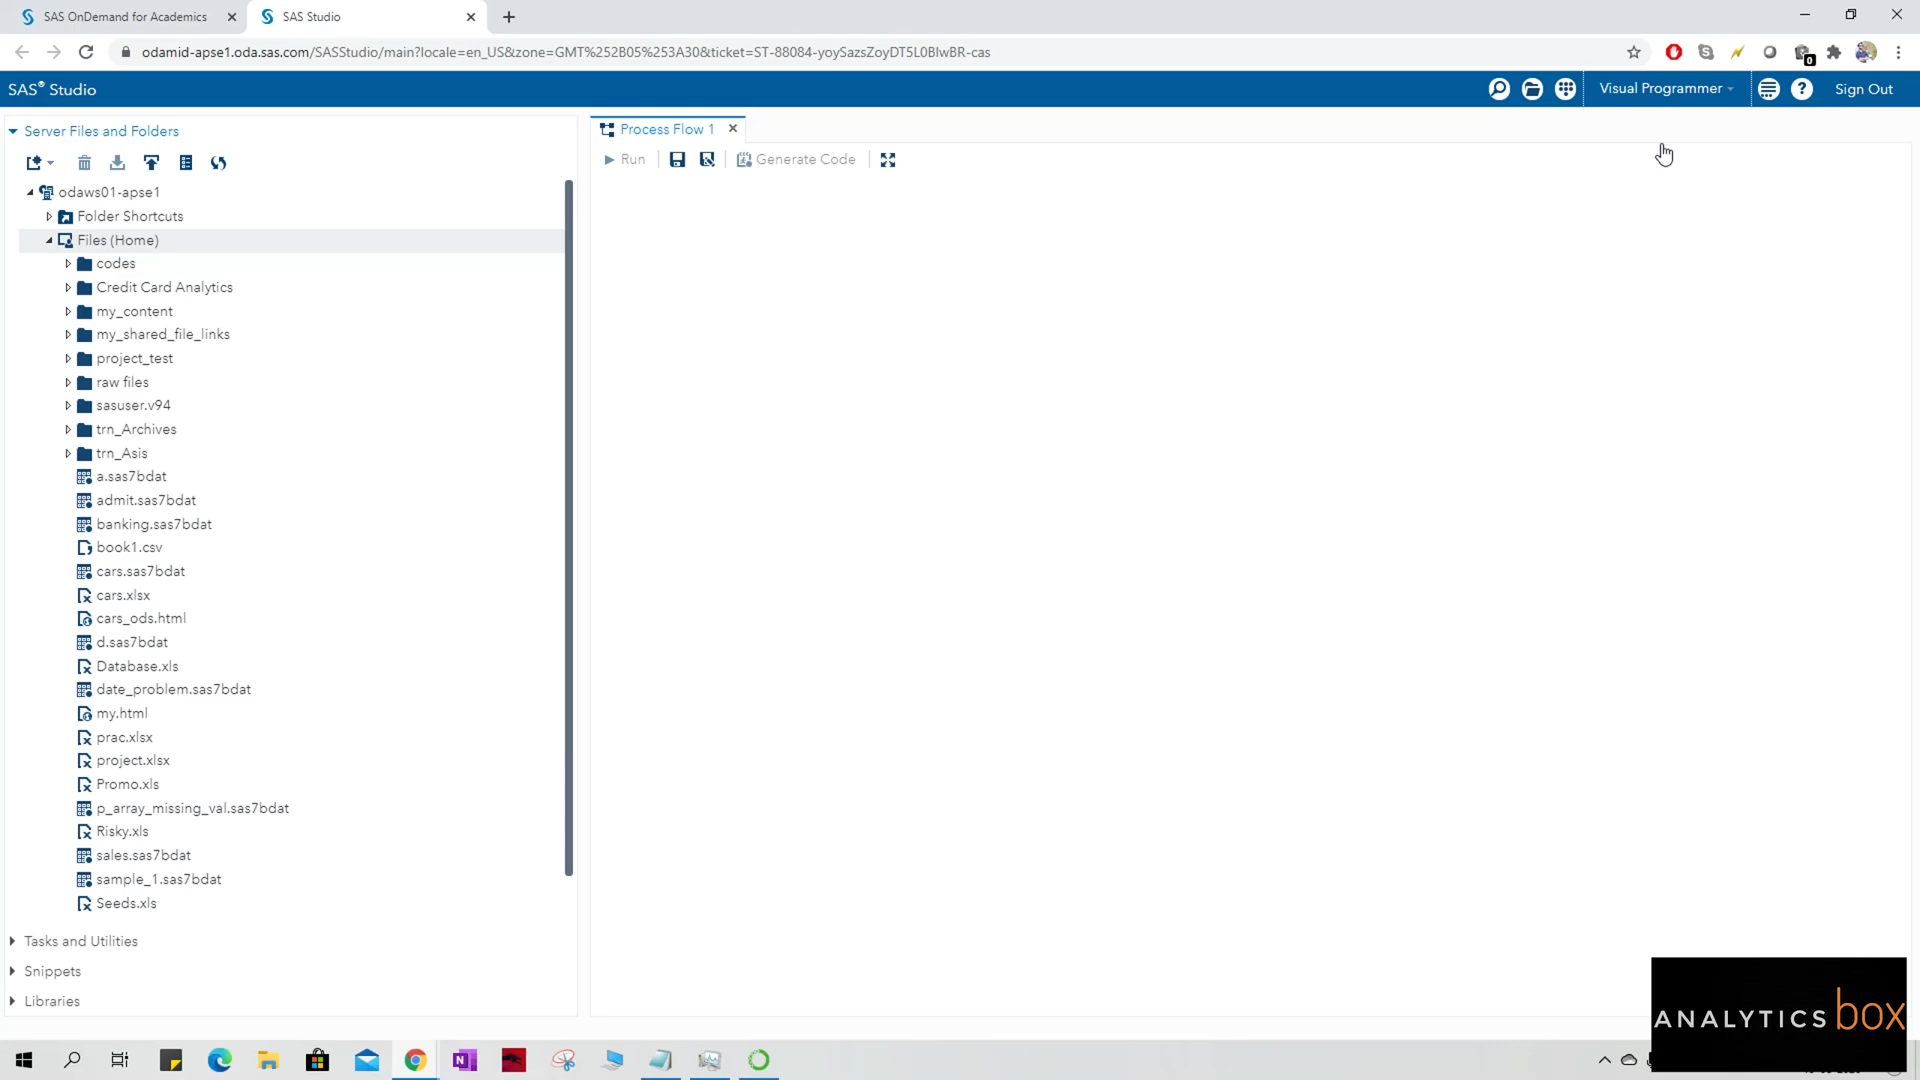 SAS OnDemand for Academics
SAS Studio
odamid-apse1.oda.sas.com/SASStudio/main?locale=en_US&zone=GMT%252B05%253A30&ticket=ST-88084-yoySazsZoyDT5L0BlwBR-cas
0
SAS® Studio
Visual Programmer
Sign Out
Server Files and Folders
Process Flow 1
Run
Generate Code
odaws01-apse1
Folder Shortcuts
Files (Home)
codes
Credit Card Analytics
my_content
my_shared_file_links
project_test
raw files
sasuser.v94
trn_Archives
trn_Asis
a.sas7bdat
admit.sas7bdat
banking.sas7bdat
book1.csv
cars.sas7bdat
cars.xlsx
cars_ods.html
d.sas7bdat
Database.xls
date_problem.sas7bdat
my.html
prac.xlsx
project.xlsx
Promo.xls
p_array_missing_val.sas7bdat
Risky.xls
sales.sas7bdat
sample_1.sas7bdat
Seeds.xls
Tasks and Utilities
Snippets
Libraries
ANALYTICS box